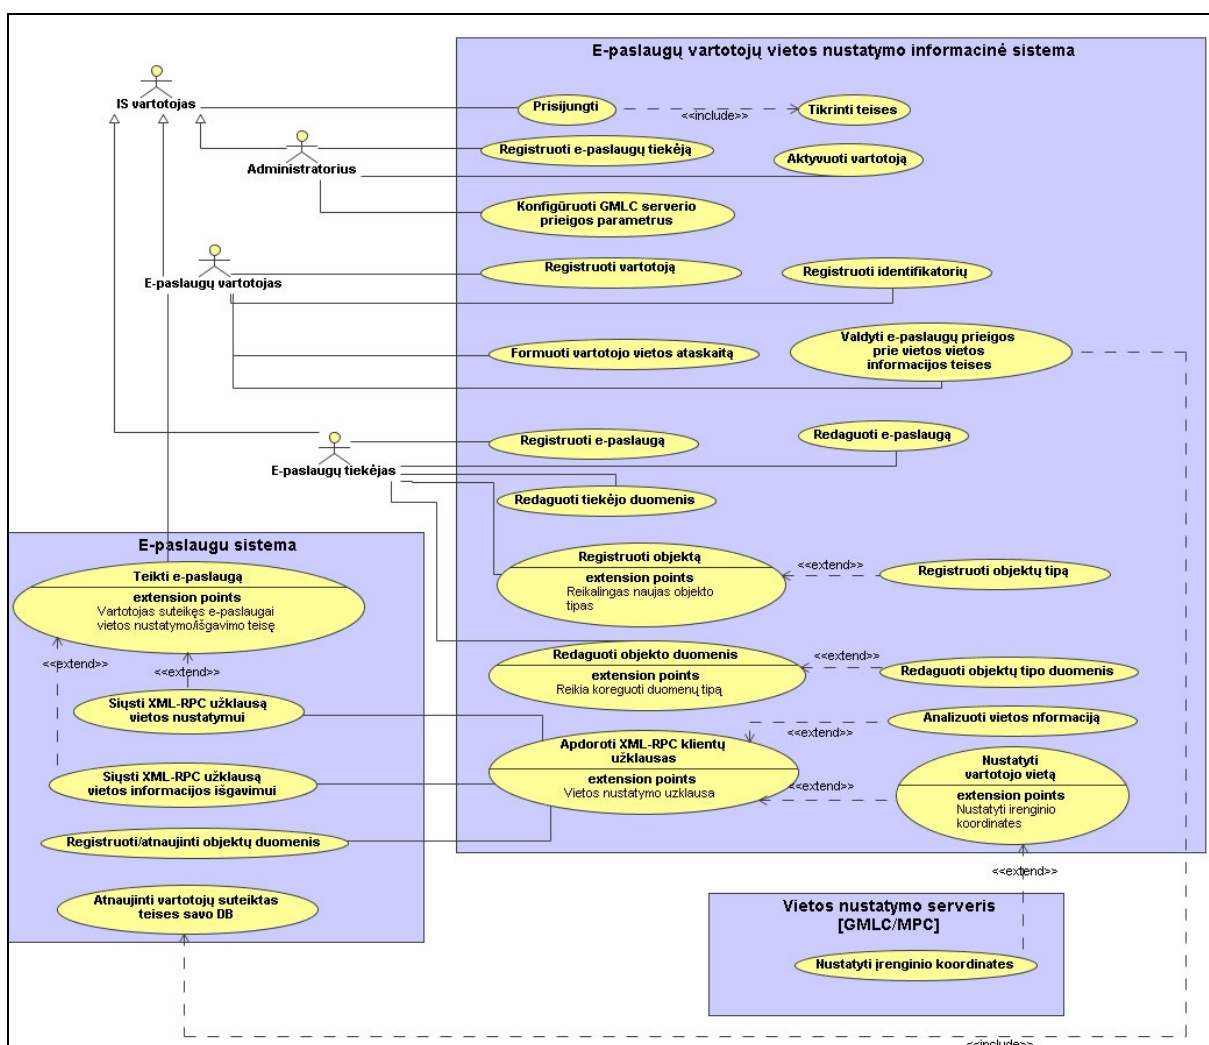 E-paslaugų vartotojų vietos nustatymo informacinė sistema
IS vartotojas
Prisijungti
<<include>>
Tikrinti teises
Administratorius
Registruoti e-paslaugų tiekėją
Aktyvuoti vartotoją
Konfigūruoti GMLC serverio
prieigos parametrus
E-paslaugų vartotojas
Registruoti vartotoją
Registruoti identifikatorių
Formuoti vartotojo vietos ataskaitą
Valdyti e-paslaugų prieigos
prie vietos vietos
informacijos teises
E-paslaugų tiekėjas
Registruoti e-paslaugą
Redaguoti e-paslaugą
Redaguoti tiekėjo duomenis
E-paslaugu sistema
Teikti e-paslaugą
extension points
Vartotojas suteikęs e-paslaugai
vietos nustatymo/išgavimo teisę
Registruoti objektą
extension points
Reikalingas naujas objekto
tipas
<<extend>>
Registruoti objektų tipą
<<extend>>
<<extend>>
Redaguoti objekto duomenis
extension points
Reikia koreguoti duomenų tipą
<<extend>>
Redaguoti objektų tipo duomenis
Siųsti XML-RPC užklausą
vietos nustatymui
Analizuoti vietos nformaciją
<<extend>>
Apdoroti XML-RPC klientų
užklausas
extension points
Vietos nustatymo uzklausa
<<extend>>
Nustatyti
vartotojo vietą
extension points
Nustatyti irenginio
koordinates
Siųsti XML-RPC užklausą
vietos informacijos išgavimui
Registruoti/atnaujinti objektų duomenis
<<extend>>
Atnaujinti vartotojų suteiktas
teises savo DB
Vietos nustatymo serveris
[GMLC/MPC]
Nustatyti įrenginio koordinates
<<include>>